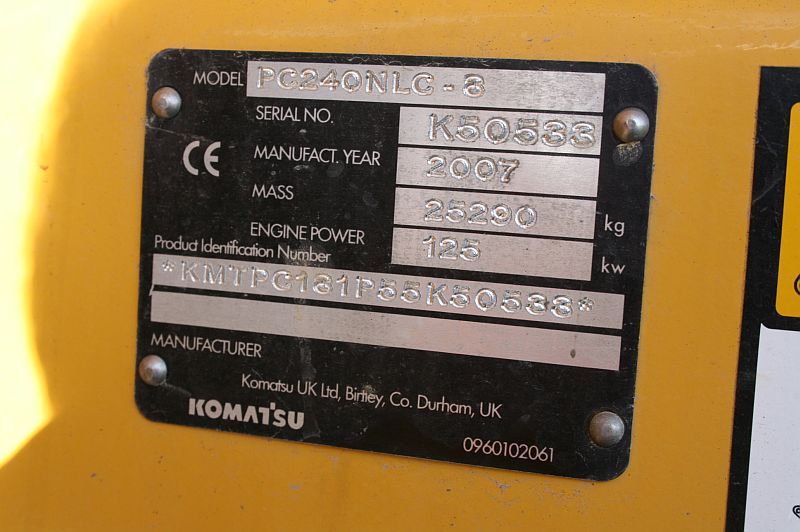 MODEL PC240NLC-8
SERIAL NO. K50533
CE
MANUFACT. YEAR 2007
MASS 25290 kg
ENGINE POWER 125 kw
Product Identification Number
*KMTPC181P55K50533*
MANUFACTURER
Komatsu UK Ltd, Birtley, Co. Durham, UK
KOMATSU
0960102061